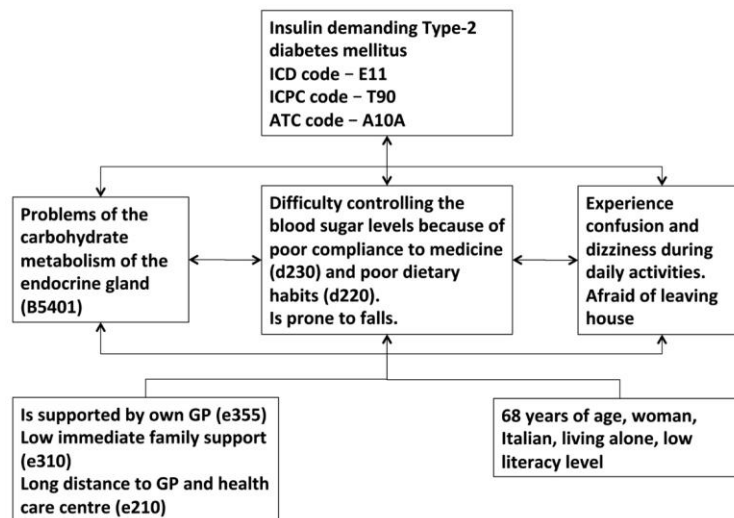 Insulin demanding Type-2
diabetes mellitus
ICD code – E11
ICPC code – T90
ATC code – A10A
Problems of the
carbohydrate
metabolism of the
endocrine gland
(B5401)
Difficulty controlling the
blood sugar levels because of
poor compliance to medicine
(d230) and poor dietary
habits (d220).
Is prone to falls.
Experience
confusion and
dizziness during
daily activities.
Afraid of leaving
house
Is supported by own GP (e355)
Low immediate family support
(e310)
Long distance to GP and health
care centre (e210)
68 years of age, woman,
Italian, living alone, low
literacy level